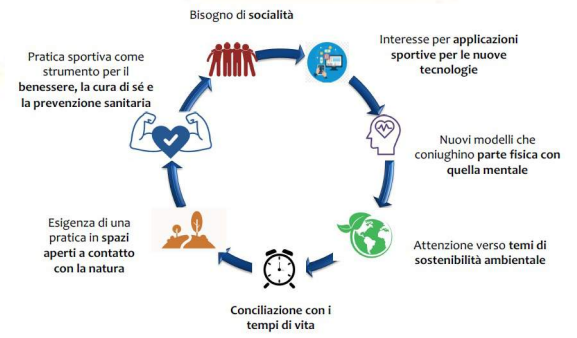 Bisogno di socialità
Interesse per applicazioni
sportive per le nuove
tecnologie
Nuovi modelli che
coniughino parte fisica con
quella mentale
Attenzione verso temi di
sostenibilità ambientale
Conciliazione con i
tempi di vita
Esigenza di una
pratica in spazi
aperti a contatto
con la natura
Pratica sportiva come
strumento per il
benessere, la cura di sé e
la prevenzione sanitaria